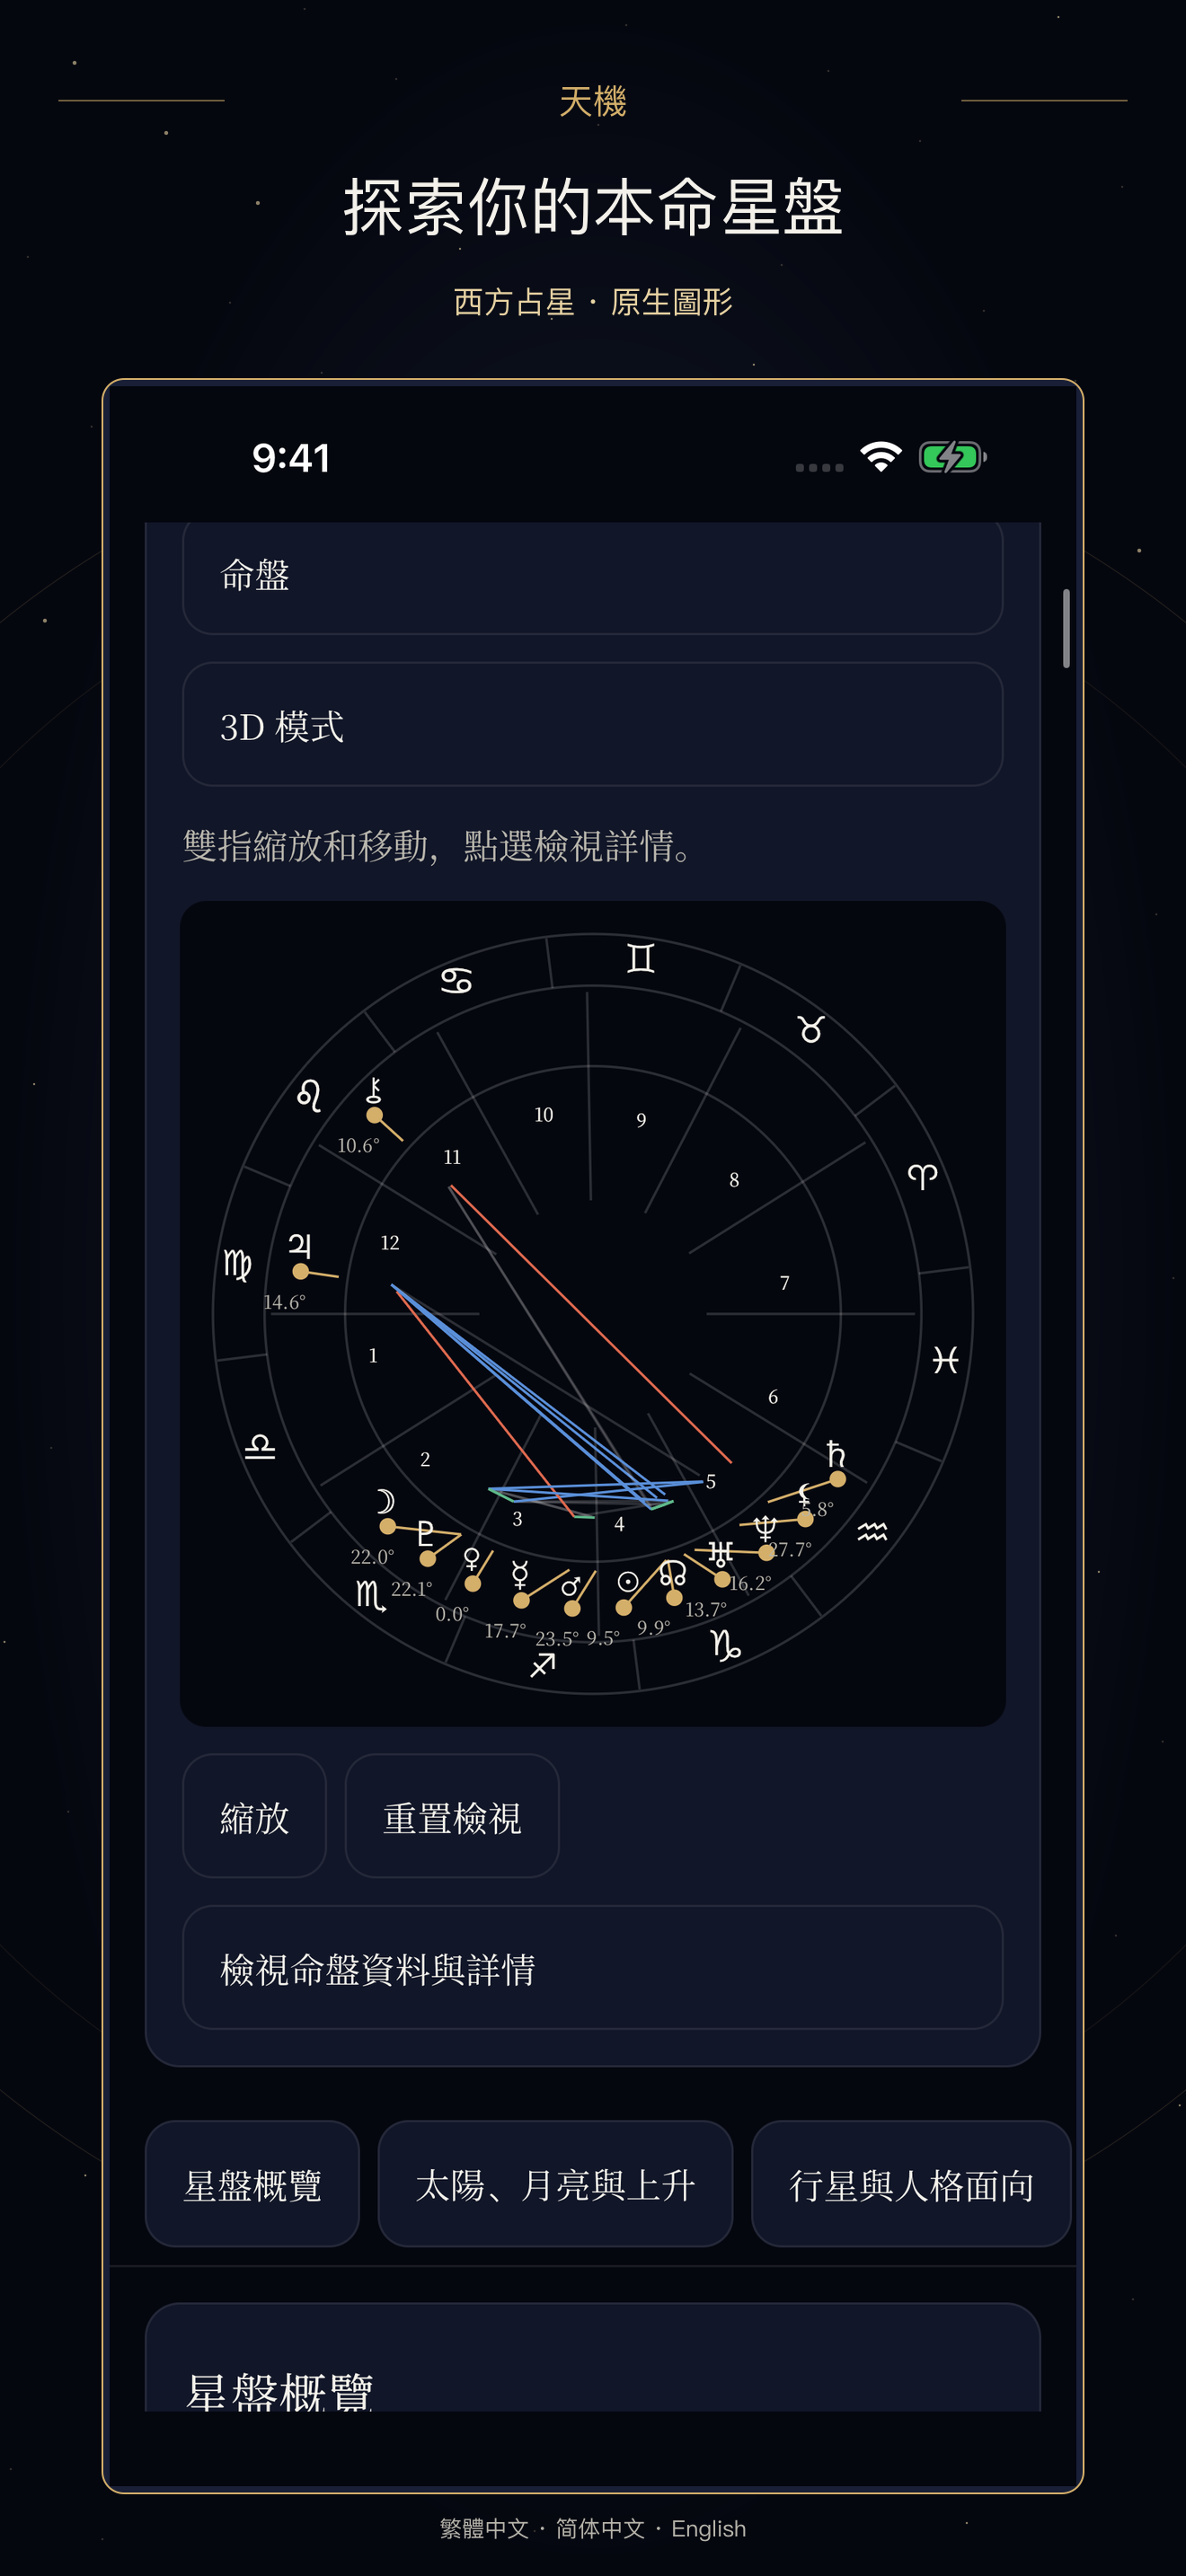 天機
探索你的本命星盤
西方占星 · 原生圖形
9:41
命盤
3D 模式
雙指縮放和移動，點選檢視詳情。
♊
♋
♉
♌ ⚷
10 9
10.6°
11
8
♈
12
♍ ♃
7
14.6°
1
♓
6
♎
2
♄
5
☽ ⚸
5.8°
3 4
♇ ♆ ♒
22.0° ♀ ☿ ♂ ☉ ☊ ♅ 27.7°
♏ 22.1° 16.2°
0.0° 13.7°
17.7° 23.5° 9.5° 9.9°
♐ ♑
縮放 重置檢視
檢視命盤資料與詳情
星盤概覽 太陽、月亮與上升 行星與人格面向
星盤概覽
繁體中文 · 简体中文 · English